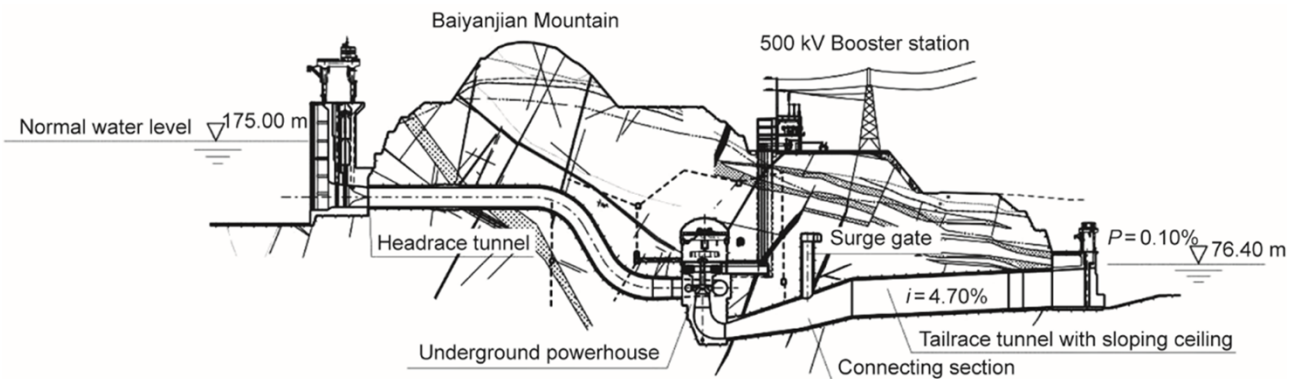 Baiyanjian Mountain
500 kV Booster station
Normal water level
175.00 m
Headrace tunnel
Surge gate
P=0.10%
76.40 m
i=4.70%
Tailrace tunnel with sloping ceiling
Underground powerhouse
Connecting section